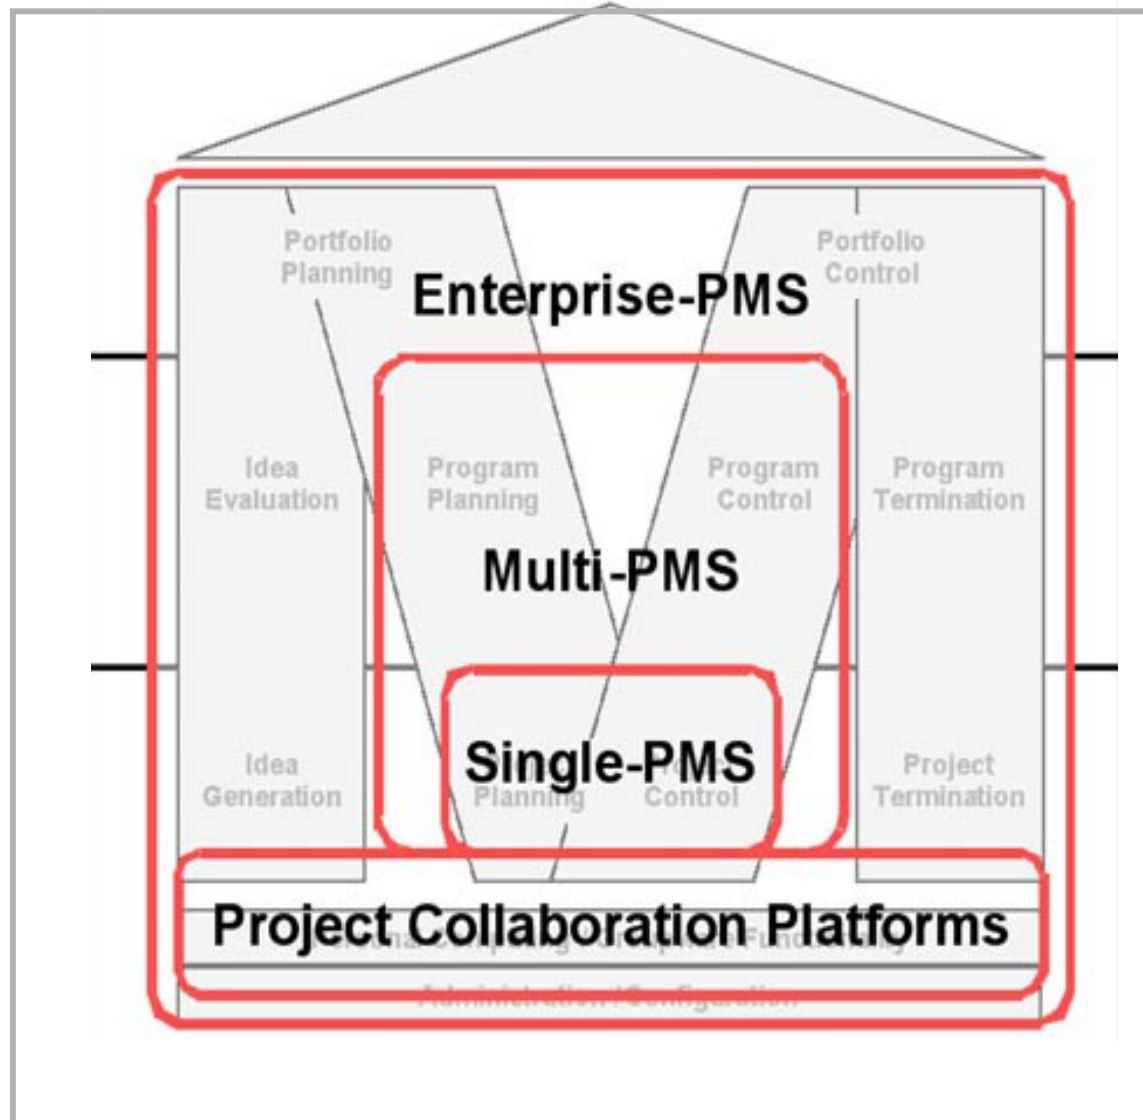 Portfolio
Planning
Portfolio
Control
Enterprise-PMS
Idea
Evaluation
Program
Planning
Program
Control
Program
Termination
Multi-PMS
Idea
Generation
Single-PMS
Planning
Control
Project
Termination
Project Collaboration Platforms
Administration / Configuration